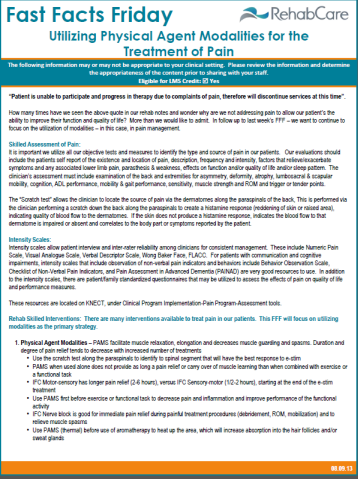 Fast Facts Friday
RehabCare
Utilizing Physical Agent Modalities for the
Treatment of Pain
The following information may or may not be appropriate to your clinical setting. Please review the information and determine
the appropriateness of the content prior to sharing with your staff.
Eligible for LMS Credit: ☑ Yes
"Patient is unable to participate and progress in therapy due to complaints of pain, therefore will discontinue services at this time".
How many times have we seen the above quote in our rehab notes and wonder why are we not addressing pain to allow our patient's the
ability to improve their function and quality of life? More than we would like to admit. In follow up to last week's FFF – we want to continue to
focus on the utilization of modalities – in this case, in pain management.
Skilled Assessment of Pain:
It is important we utilize all our objective tests and measures to identify the type and source of pain in our patients. Our evaluations should
include the patients self report of the existence and location of pain, description, frequency and intensity, factors that relieve/exacerbate
symptoms and any associated lower limb pain, parasthesis & weakness, effects on function and/or quality of life and/or sleep pattern. The
clinician's assessment must include examination of the back and extremities for asymmetry, deformity, atrophy, lumbosacral & scapular
mobility, cognition, ADL performance, mobility & gait performance, sensitivity, muscle strength and ROM and trigger or tender points.
The "Scratch test" allows the clinician to locate the source of pain via the dermatomes along the paraspinals of the back. This is performed via
the clinician performing a scratch down the back along the paraspinals to create a histamine response (reddening of skin or raised area),
indicating quality of blood flow to the dermatomes. If the skin does not produce a histamine response, indicates the blood flow to that
dermatome is impaired or absent and correlates to the body part or symptoms reported by the patient.
Intensity Scales:
Intensity scales allow patient interview and inter-rater reliability among clinicians for consistent management. These include Numeric Pain
Scale, Visual Analogue Scale, Verbal Descriptor Scale, Wong Baker Face, FLACC. For patients with communication and cognitive
impairments, intensity scales that include observation of non-verbal pain indicators and behaviors include Behavior Observation Scale,
Checklist of Non-Verbal Pain Indicators, and Pain Assessment in Advanced Dementia (PAINAD) are very good resources to use. In addition
to the intensity scales, there are patient/family standardized questionnaires that may be utilized to assess the effects of pain on quality of life
and performance measures.
These resources are located on KNECT, under Clinical Program Implementation-Pain Program-Assessment tools.
Rehab Skilled Interventions: There are many interventions available to treat pain in our patients. This FFF will focus on utilizing
modalities as the primary strategy.
1. Physical Agent Modalities – PAMS facilitate muscle relaxation, elongation and decreases muscle guarding and spasms. Duration and
degree of pain relief tends to decrease with increased number of treatments
• Use the scratch test along the paraspinals to identify to spinal segment that will have the best response to e-stim
• PAMS when used alone does not provide as long a pain relief or carry over of muscle learning than when combined with exercise or
a functional task
• IFC Motor-sensory has longer pain relief (2-6 hours), versus IFC Sensory-motor (1/2-2 hours), starting at the end of the e-stim
treatment
• Use PAMS first before exercise or functional task to decrease pain and inflammation and improve performance of the functional
activity
• IFC Nerve block is good for immediate pain relief during painful treatment procedures (debridement, ROM, mobilization) and to
relieve muscle spasms
• Use PAMS (thermal) before use of aromatherapy to heat up the area, which will increase absorption into the hair follicles and/or
sweat glands
08.09.13